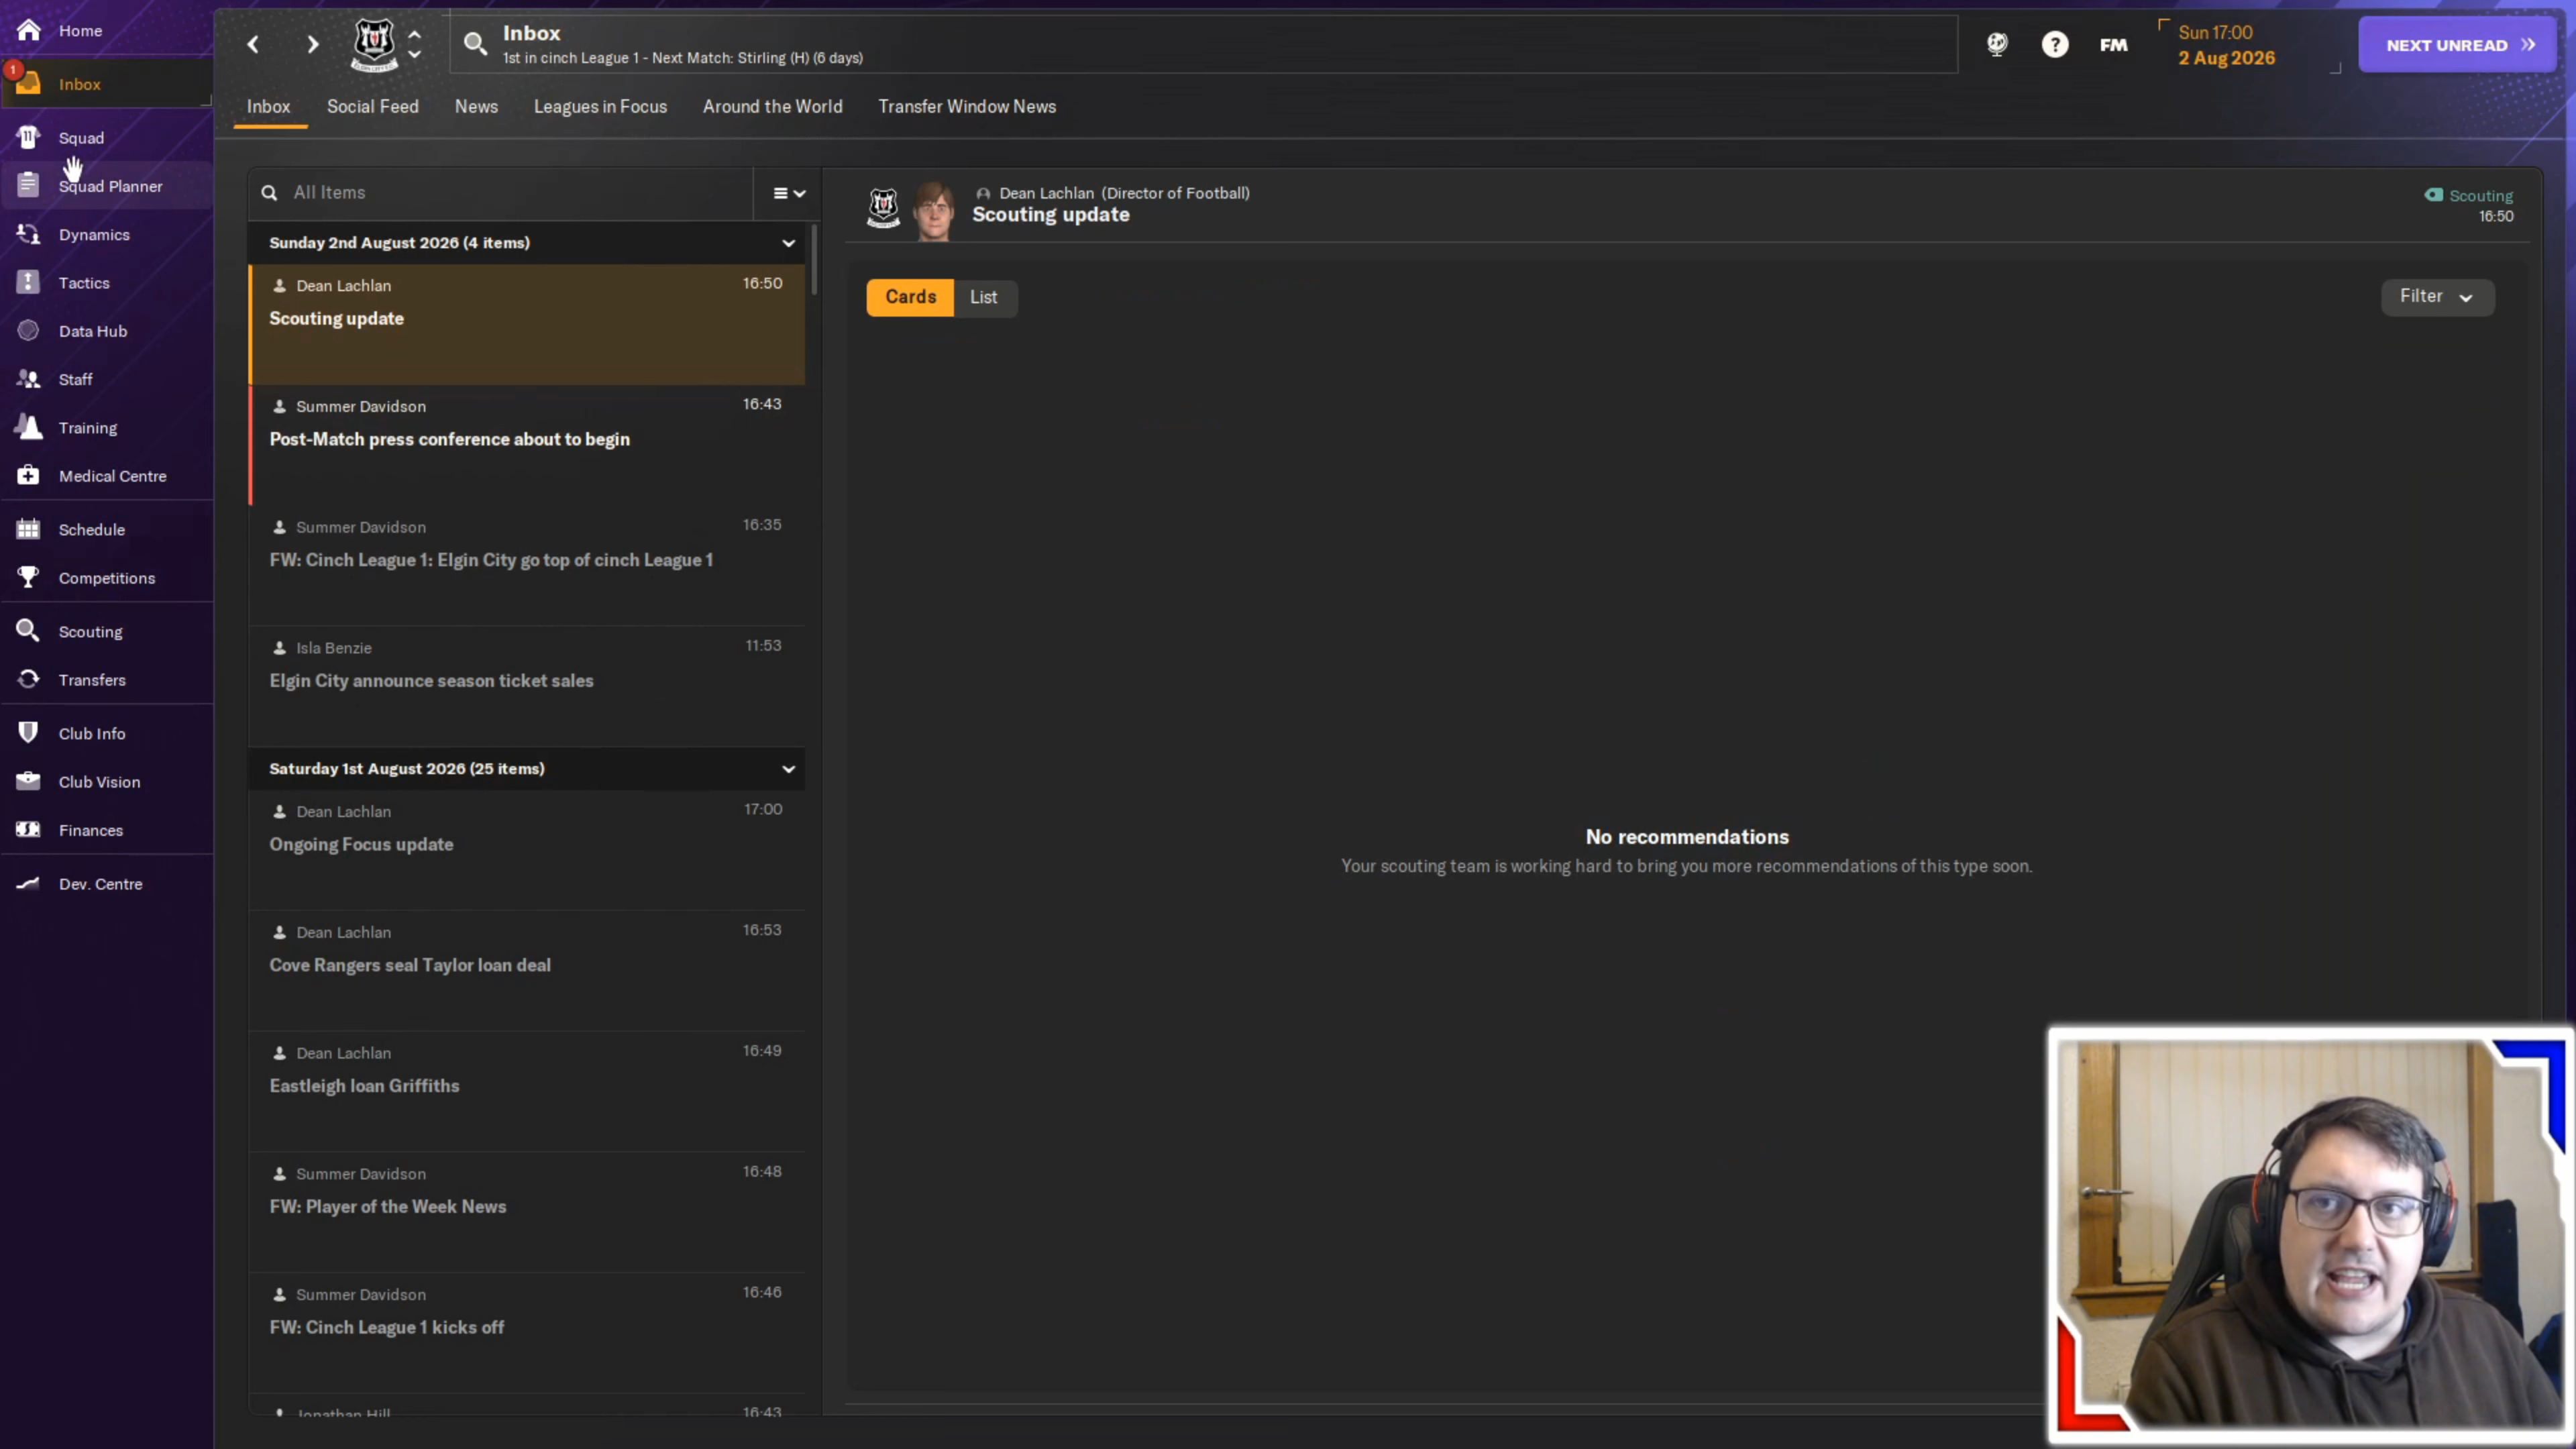 Home
1
Inbox
Squad
Squad Planner
Dynamics
Tactics
Data Hub
Staff
Training
Medical Centre
Schedule
Competitions
Scouting
Transfers
Club Info
Club Vision
Finances
Dev. Centre
Inbox
1st in cinch League 1 - Next Match: Stirling (H) (6 days)
? FM
Sun 17:00
2 Aug 2026
NEXT UNREAD
Inbox Social Feed News Leagues in Focus Around the World Transfer Window News
All Items
Sunday 2nd August 2026 (4 items)
Dean Lachlan 16:50
Scouting update
Summer Davidson 16:43
Post-Match press conference about to begin
Summer Davidson 16:35
FW: Cinch League 1: Elgin City go top of cinch League 1
Isla Benzie 11:53
Elgin City announce season ticket sales
Saturday 1st August 2026 (25 items)
Dean Lachlan 17:00
Ongoing Focus update
Dean Lachlan 16:53
Cove Rangers seal Taylor loan deal
Dean Lachlan 16:49
Eastleigh loan Griffiths
Summer Davidson 16:48
FW: Player of the Week News
Summer Davidson 16:46
FW: Cinch League 1 kicks off
Jonathan Hill 16:43
Dean Lachlan (Director of Football)
Scouting update
Scouting
16:50
Cards List
Filter
No recommendations
Your scouting team is working hard to bring you more recommendations of this type soon.